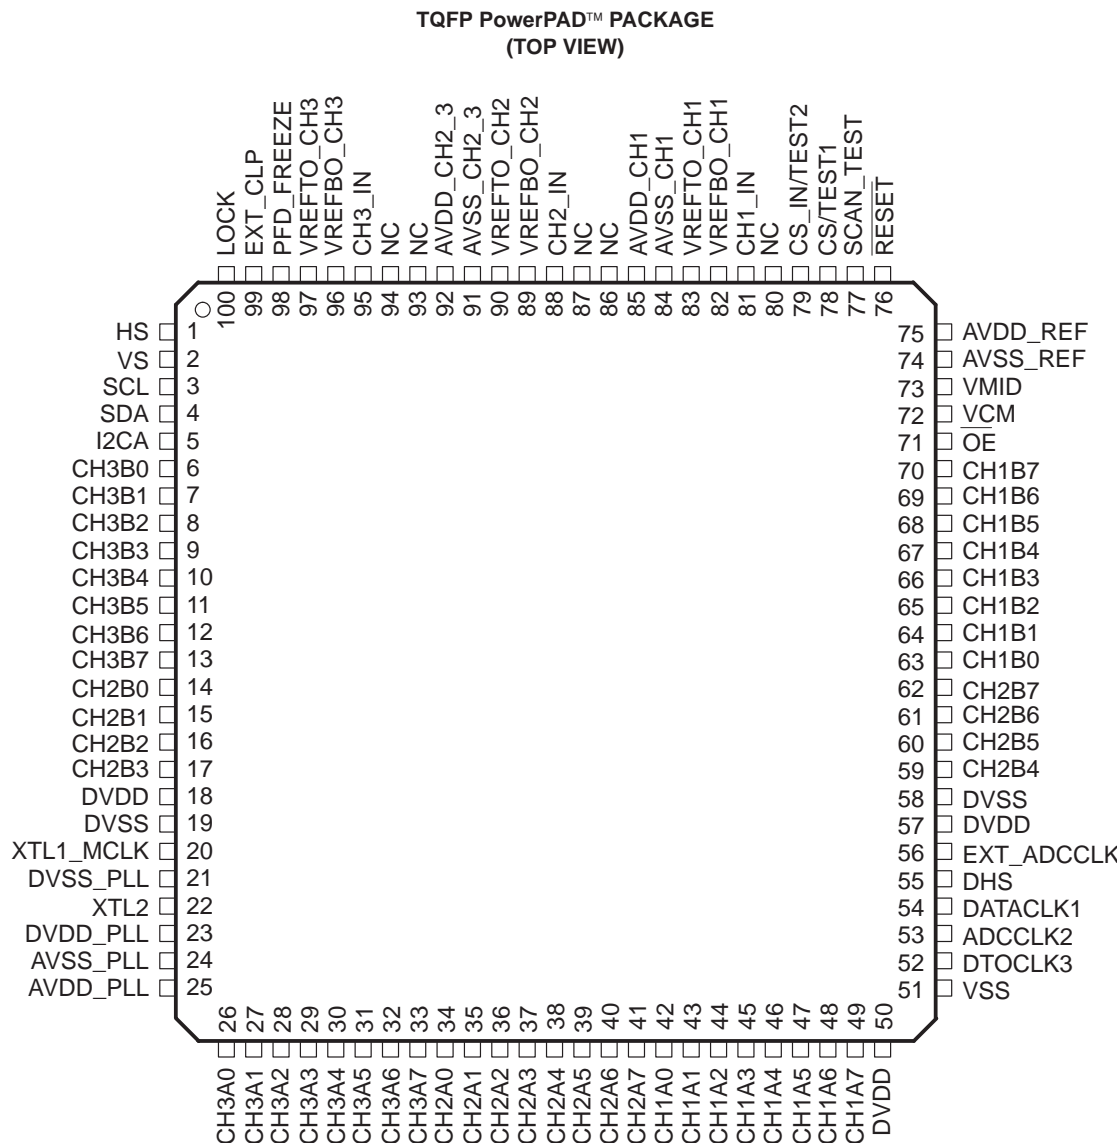 TQFP PowerPAD™ PACKAGE
(TOP VIEW)
LOCK
EXT_CLP
PFD_FREEZE
VREFTO_CH3
VREFBO_CH3
CH3_IN
NC
NC
AVDD_CH2_3
AVSS_CH2_3
VREFTO_CH2
VREFBO_CH2
CH2_IN
NC
NC
AVDD_CH1
AVSS_CH1
VREFTO_CH1
VREFBO_CH1
CH1_IN
NC
CS_IN/TEST2
CS/TEST1
SCAN_TEST
RESET
100
99
98
97
96
95
94
93
92
91
90
89
88
87
86
85
84
83
82
81
80
79
78
77
76
HS 1
VS 2
SCL 3
SDA 4
I2CA 5
CH3B0 6
CH3B1 7
CH3B2 8
CH3B3 9
CH3B4 10
CH3B5 11
CH3B6 12
CH3B7 13
CH2B0 14
CH2B1 15
CH2B2 16
CH2B3 17
DVDD 18
DVSS 19
XTL1_MCLK 20
DVSS_PLL 21
XTL2 22
DVDD_PLL 23
AVSS_PLL 24
AVDD_PLL 25
75 AVDD_REF
74 AVSS_REF
73 VMID
72 VCM
71 OE
70 CH1B7
69 CH1B6
68 CH1B5
67 CH1B4
66 CH1B3
65 CH1B2
64 CH1B1
63 CH1B0
62 CH2B7
61 CH2B6
60 CH2B5
59 CH2B4
58 DVSS
57 DVDD
56 EXT_ADCCLK
55 DHS
54 DATACLK1
53 ADCCLK2
52 DTOCLK3
51 VSS
26
27
28
29
30
31
32
33
34
35
36
37
38
39
40
41
42
43
44
45
46
47
48
49
50
CH3A0
CH3A1
CH3A2
CH3A3
CH3A4
CH3A5
CH3A6
CH3A7
CH2A0
CH2A1
CH2A2
CH2A3
CH2A4
CH2A5
CH2A6
CH2A7
CH1A0
CH1A1
CH1A2
CH1A3
CH1A4
CH1A5
CH1A6
CH1A7
DVDD